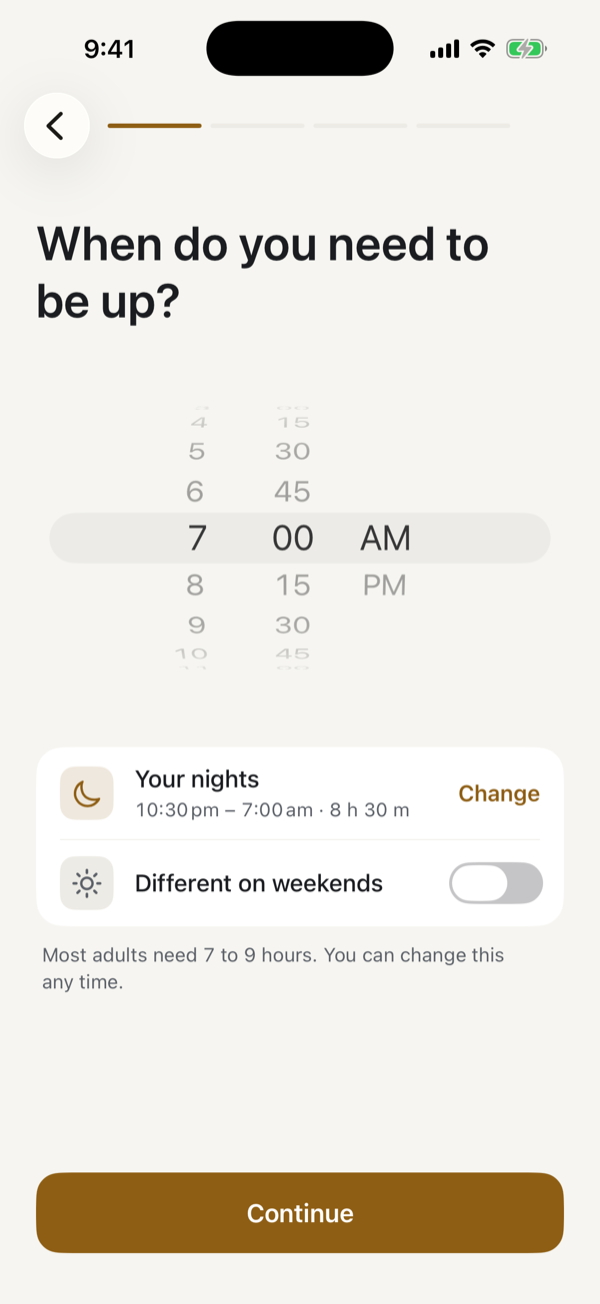 9:41
When do you need to
be up?
4 15
5 30
6 45
7 00 AM
8 15 PM
9 30
10 45
Your nights
10:30 pm – 7:00 am · 8 h 30 m
Change
Different on weekends
Most adults need 7 to 9 hours. You can change this
any time.
Continue